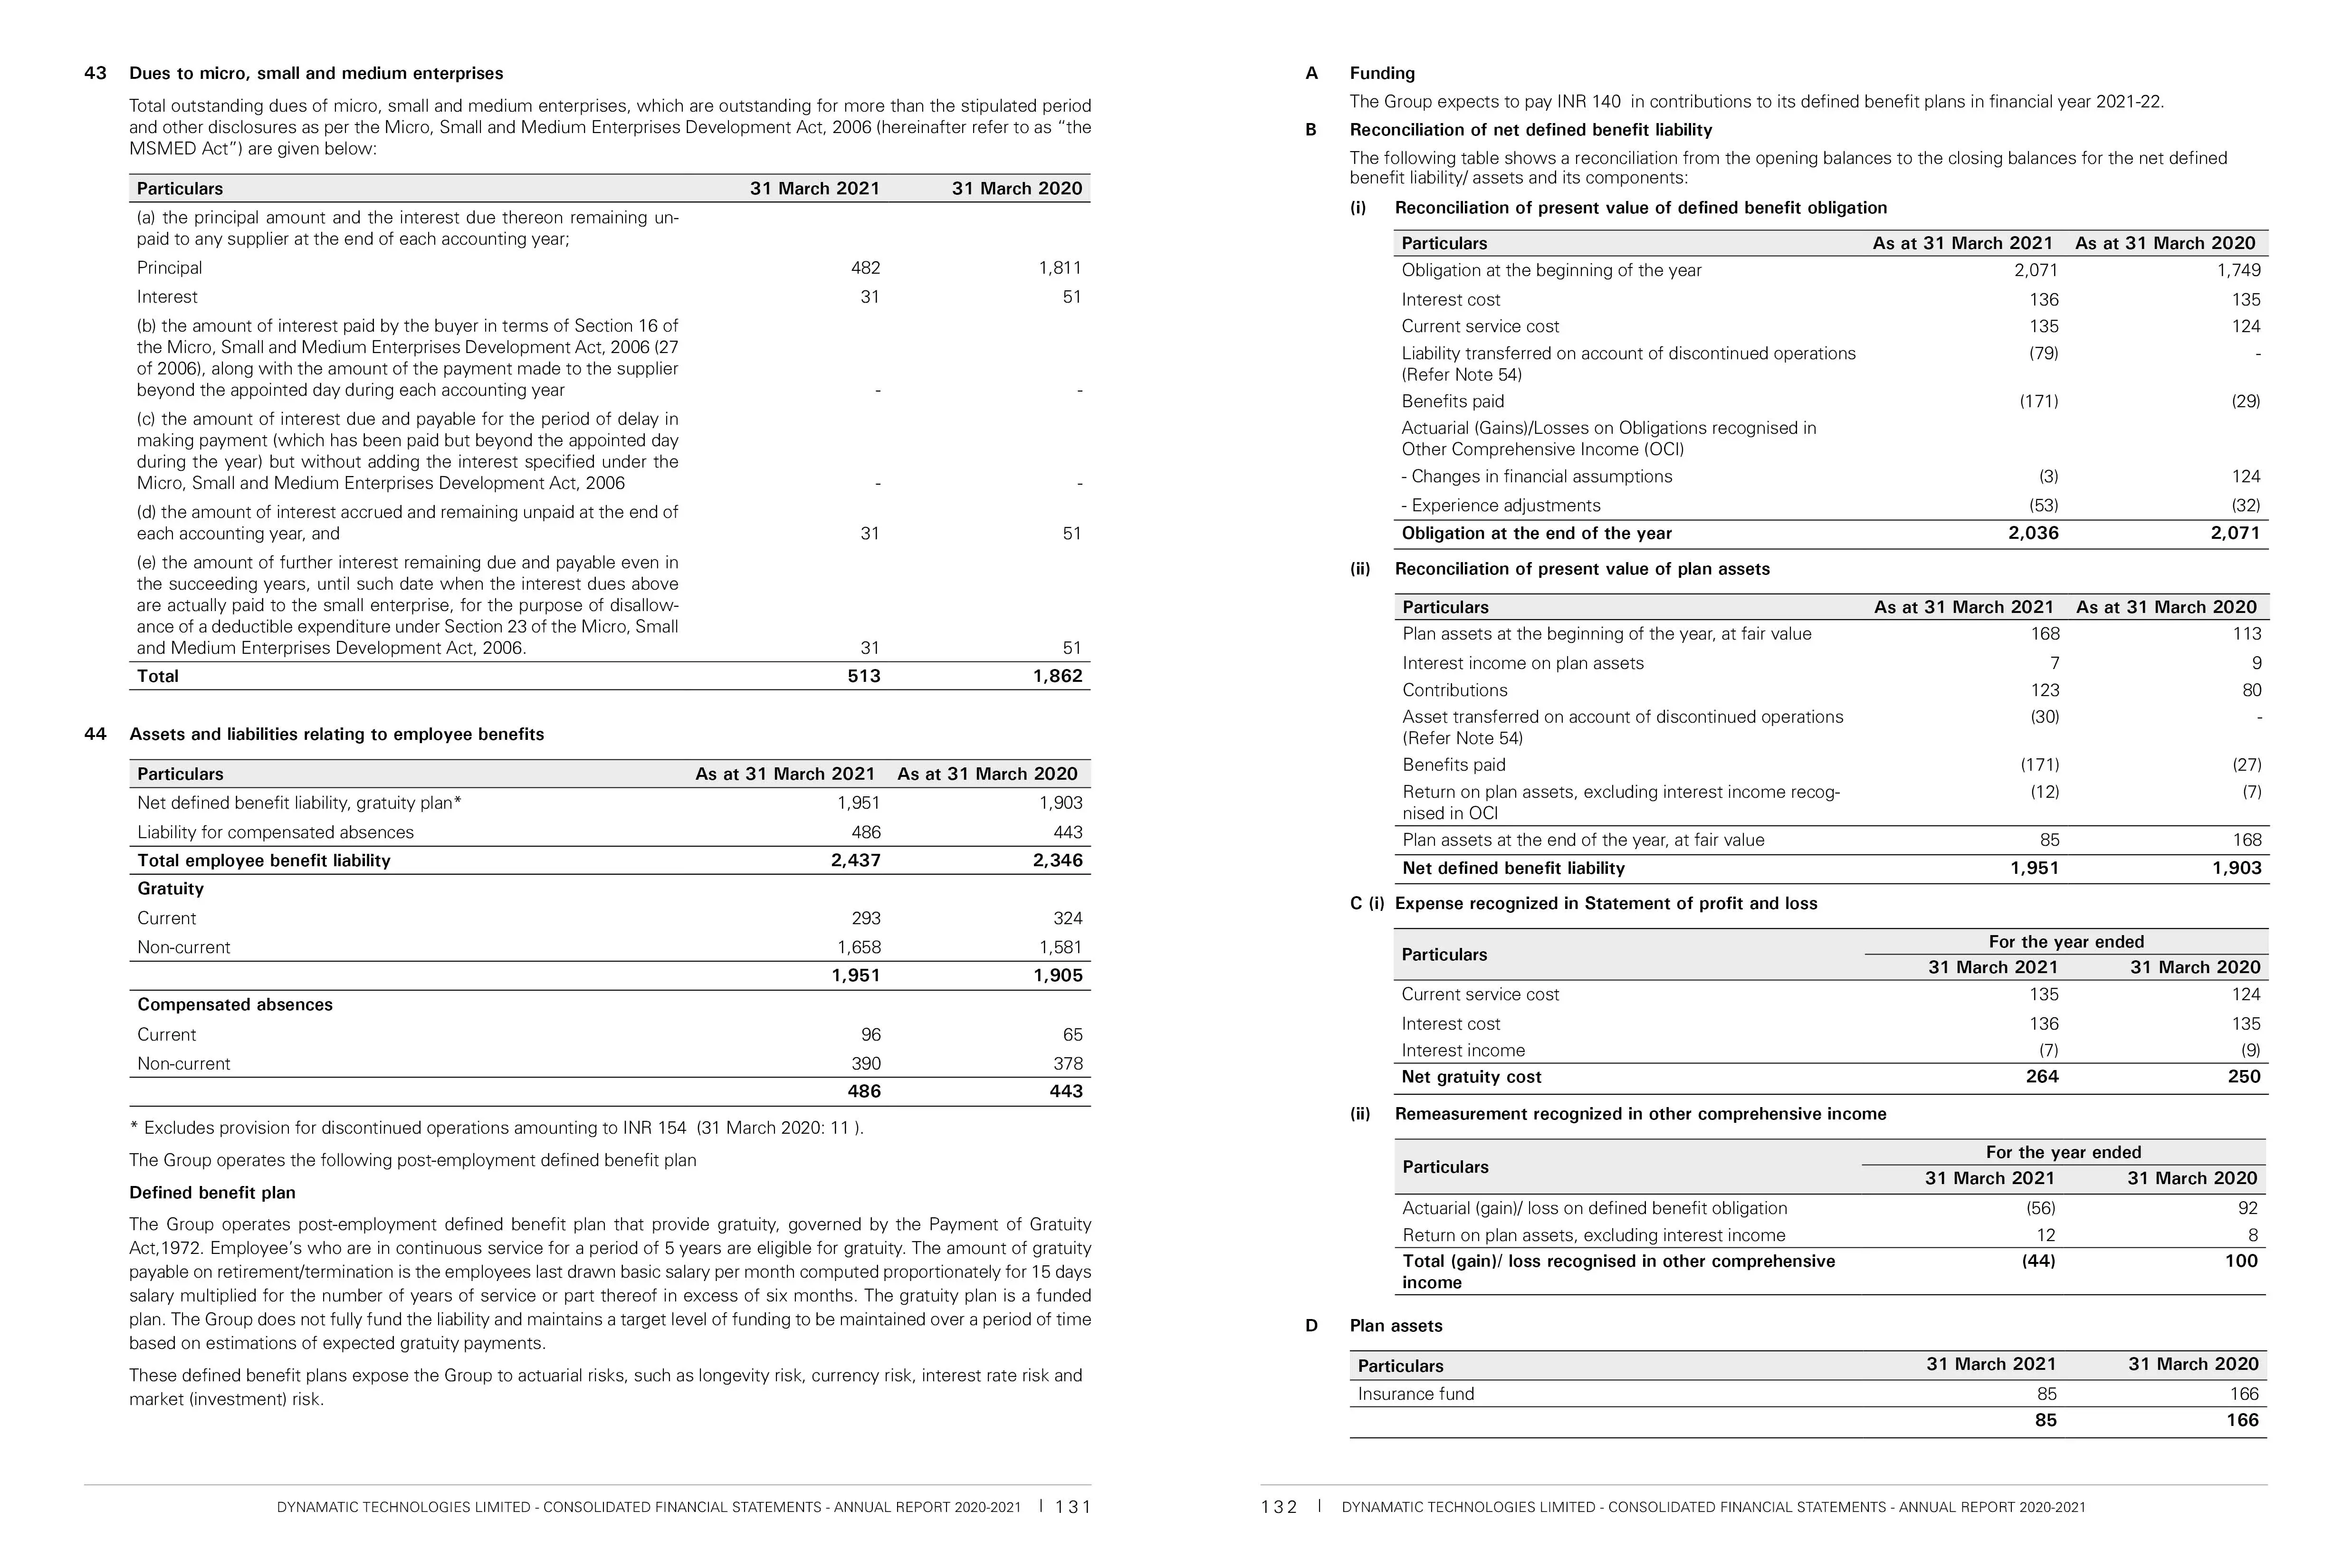 43 Dues to micro, small and medium enterprises
Total outstanding dues of micro, small and medium enterprises, which are outstanding for more than the stipulated period
and other disclosures as per the Micro, Small and Medium Enterprises Development Act, 2006 (hereinafter refer to as “the
MSMED Act”) are given below:
Particulars 31 March 2021 31 March 2020
(a) the principal amount and the interest due thereon remaining un-
paid to any supplier at the end of each accounting year;
Principal 482 1,811
Interest 31 51
(b) the amount of interest paid by the buyer in terms of Section 16 of
the Micro, Small and Medium Enterprises Development Act, 2006 (27
of 2006), along with the amount of the payment made to the supplier
beyond the appointed day during each accounting year - -
(c) the amount of interest due and payable for the period of delay in
making payment (which has been paid but beyond the appointed day
during the year) but without adding the interest specified under the
Micro, Small and Medium Enterprises Development Act, 2006 - -
(d) the amount of interest accrued and remaining unpaid at the end of
each accounting year, and 31 51
(e) the amount of further interest remaining due and payable even in
the succeeding years, until such date when the interest dues above
are actually paid to the small enterprise, for the purpose of disallow-
ance of a deductible expenditure under Section 23 of the Micro, Small
and Medium Enterprises Development Act, 2006. 31 51
Total 513 1,862
44 Assets and liabilities relating to employee benefits
Particulars As at 31 March 2021 As at 31 March 2020
Net defined benefit liability, gratuity plan* 1,951 1,903
Liability for compensated absences 486 443
Total employee benefit liability 2,437 2,346
Gratuity
Current 293 324
Non-current 1,658 1,581
1,951 1,905
Compensated absences
Current 96 65
Non-current 390 378
486 443
* Excludes provision for discontinued operations amounting to INR 154 (31 March 2020: 11 ).
The Group operates the following post-employment defined benefit plan
Defined benefit plan
The Group operates post-employment defined benefit plan that provide gratuity, governed by the Payment of Gratuity
Act,1972. Employee’s who are in continuous service for a period of 5 years are eligible for gratuity. The amount of gratuity
payable on retirement/termination is the employees last drawn basic salary per month computed proportionately for 15 days
salary multiplied for the number of years of service or part thereof in excess of six months. The gratuity plan is a funded
plan. The Group does not fully fund the liability and maintains a target level of funding to be maintained over a period of time
based on estimations of expected gratuity payments.
These defined benefit plans expose the Group to actuarial risks, such as longevity risk, currency risk, interest rate risk and
market (investment) risk.
DYNAMATIC TECHNOLOGIES LIMITED - CONSOLIDATED FINANCIAL STATEMENTS - ANNUAL REPORT 2020-2021 | 131
A Funding
The Group expects to pay INR 140 in contributions to its defined benefit plans in financial year 2021-22.
B Reconciliation of net defined benefit liability
The following table shows a reconciliation from the opening balances to the closing balances for the net defined
benefit liability/ assets and its components:
(i) Reconciliation of present value of defined benefit obligation
Particulars As at 31 March 2021 As at 31 March 2020
Obligation at the beginning of the year 2,071 1,749
Interest cost 136 135
Current service cost 135 124
Liability transferred on account of discontinued operations (79) -
(Refer Note 54)
Benefits paid (171) (29)
Actuarial (Gains)/Losses on Obligations recognised in
Other Comprehensive Income (OCI)
- Changes in financial assumptions (3) 124
- Experience adjustments (53) (32)
Obligation at the end of the year 2,036 2,071
(ii) Reconciliation of present value of plan assets
Particulars As at 31 March 2021 As at 31 March 2020
Plan assets at the beginning of the year, at fair value 168 113
Interest income on plan assets 7 9
Contributions 123 80
Asset transferred on account of discontinued operations (30) -
(Refer Note 54)
Benefits paid (171) (27)
Return on plan assets, excluding interest income recog- (12) (7)
nised in OCI
Plan assets at the end of the year, at fair value 85 168
Net defined benefit liability 1,951 1,903
C (i) Expense recognized in Statement of profit and loss
Particulars For the year ended
31 March 2021 31 March 2020
Current service cost 135 124
Interest cost 136 135
Interest income (7) (9)
Net gratuity cost 264 250
(ii) Remeasurement recognized in other comprehensive income
Particulars For the year ended
31 March 2021 31 March 2020
Actuarial (gain)/ loss on defined benefit obligation (56) 92
Return on plan assets, excluding interest income 12 8
Total (gain)/ loss recognised in other comprehensive (44) 100
income
D Plan assets
Particulars 31 March 2021 31 March 2020
Insurance fund 85 166
85 166
132 | DYNAMATIC TECHNOLOGIES LIMITED - CONSOLIDATED FINANCIAL STATEMENTS - ANNUAL REPORT 2020-2021